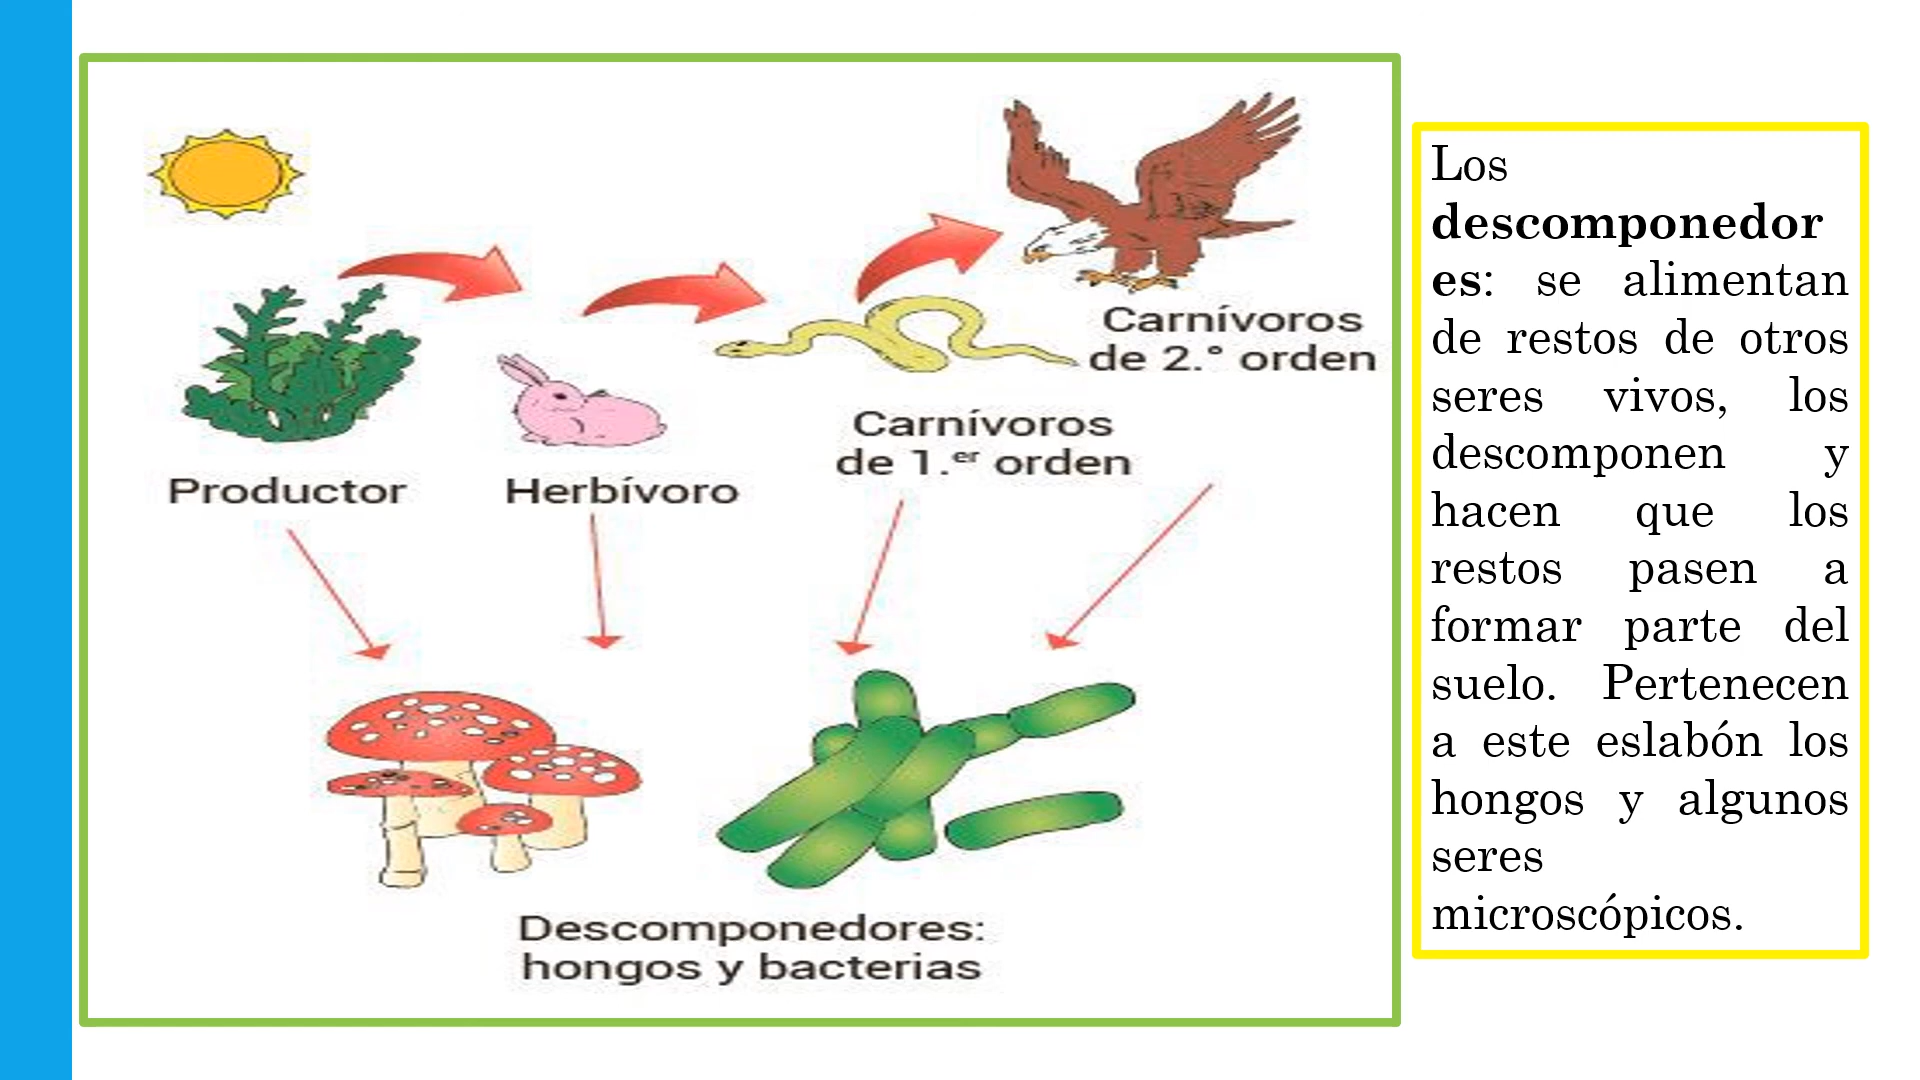 Carnívoros
de 2.° orden
Carnívoros
de 1.er orden
Productor
Herbívoro
Descomponedores:
hongos y bacterias
Los
descomponedor
es: se alimentan
de restos de otros
seres vivos, los
descomponen y
hacen que los
restos pasen a
formar parte del
suelo. Pertenecen
a este eslabón los
hongos y algunos
seres
microscópicos.